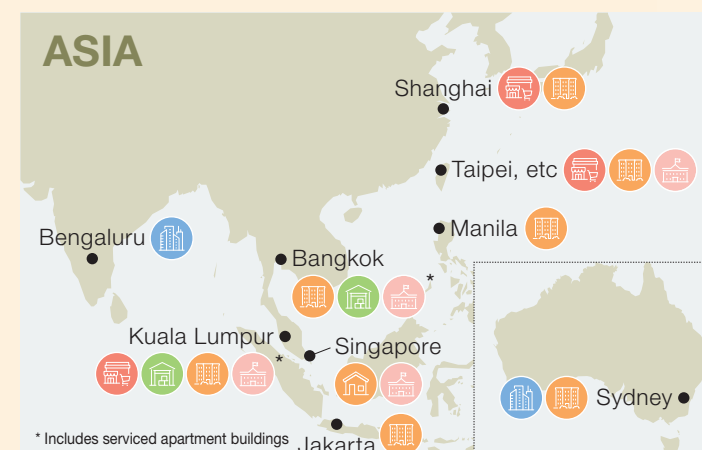 ASIA
Shanghai
Taipei, etc
Manila
Bengaluru
Bangkok
*
Kuala Lumpur
*
Singapore
Sydney
* Includes serviced apartment buildings
Jakarta